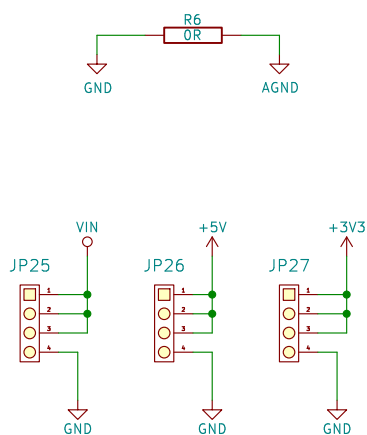 R6
0R
GND AGND
VIN +5V +3V3
JP25 JP26 JP27
1 1 1
2 2 2
3 3 3
4 4 4
GND GND GND